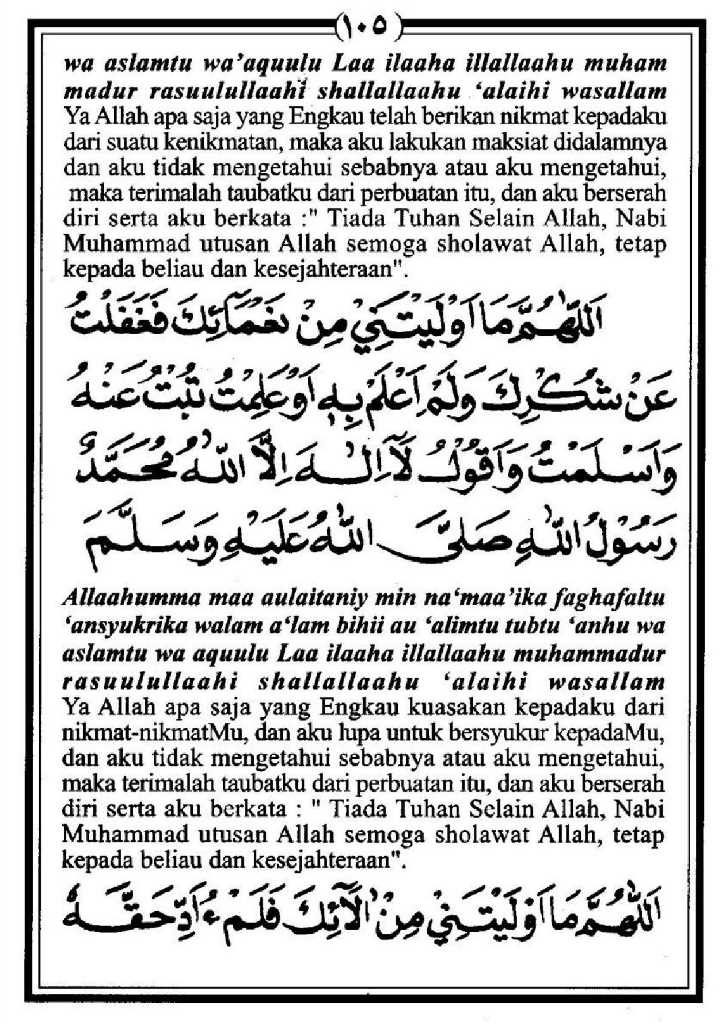 (١٠٥)
wa aslamtu wa’aquulu Laa ilaaha illallaahu muham
madur rasuulullaahi shallallaahu ‘alaihi wasallam
Ya Allah apa saja yang Engkau telah berikan nikmat kepadaku
dari suatu kenikmatan, maka aku lakukan maksiat didalamnya
dan aku tidak mengetahui sebabnya atau aku mengetahui,
maka terimalah taubatku dari perbuatan itu, dan aku berserah
diri serta aku berkata :" Tiada Tuhan Selain Allah, Nabi
Muhammad utusan Allah semoga sholawat Allah, tetap
kepada beliau dan kesejahteraan".
اَللّٰهُمَّ مَا اَوْلَيْتَنِيْ مِنْ نَعْمَآئِكَ فَغَفَلْتُ
عَنْ شُكْرِكَ وَلَمْ اَعْلَمْ بِهِ اَوْعَلِمْتُ تُبْتُ عَنْهُ
وَاَسْلَمْتُ وَاَقُوْلُ لَآ اِلٰهَ اِلَّا اللّٰهُ مُحَمَّدٌ
رَسُوْلُ اللّٰهِ صَلَّى اللّٰهُ عَلَيْهِ وَسَلَّمَ
Allaahumma maa aulaitaniy min na‘maa’ika faghafaltu
‘ansyukrika walam a‘lam bihii au ‘alimtu tubtu ‘anhu wa
aslamtu wa aquulu Laa ilaaha illallaahu muhammadur
rasuulullaahi shallallaahu ‘alaihi wasallam
Ya Allah apa saja yang Engkau kuasakan kepadaku dari
nikmat-nikmatMu, dan aku lupa untuk bersyukur kepadaMu,
dan aku tidak mengetahui sebabnya atau aku mengetahui,
maka terimalah taubatku dari perbuatan itu, dan aku berserah
diri serta aku berkata : " Tiada Tuhan Selain Allah, Nabi
Muhammad utusan Allah semoga sholawat Allah, tetap
kepada beliau dan kesejahteraan".
اَللّٰهُمَّ مَا اَوْلَيْتَنِيْ مِنْ اٰلَآئِكَ فَلَمْ ءُاَدِّحَقَّهُ